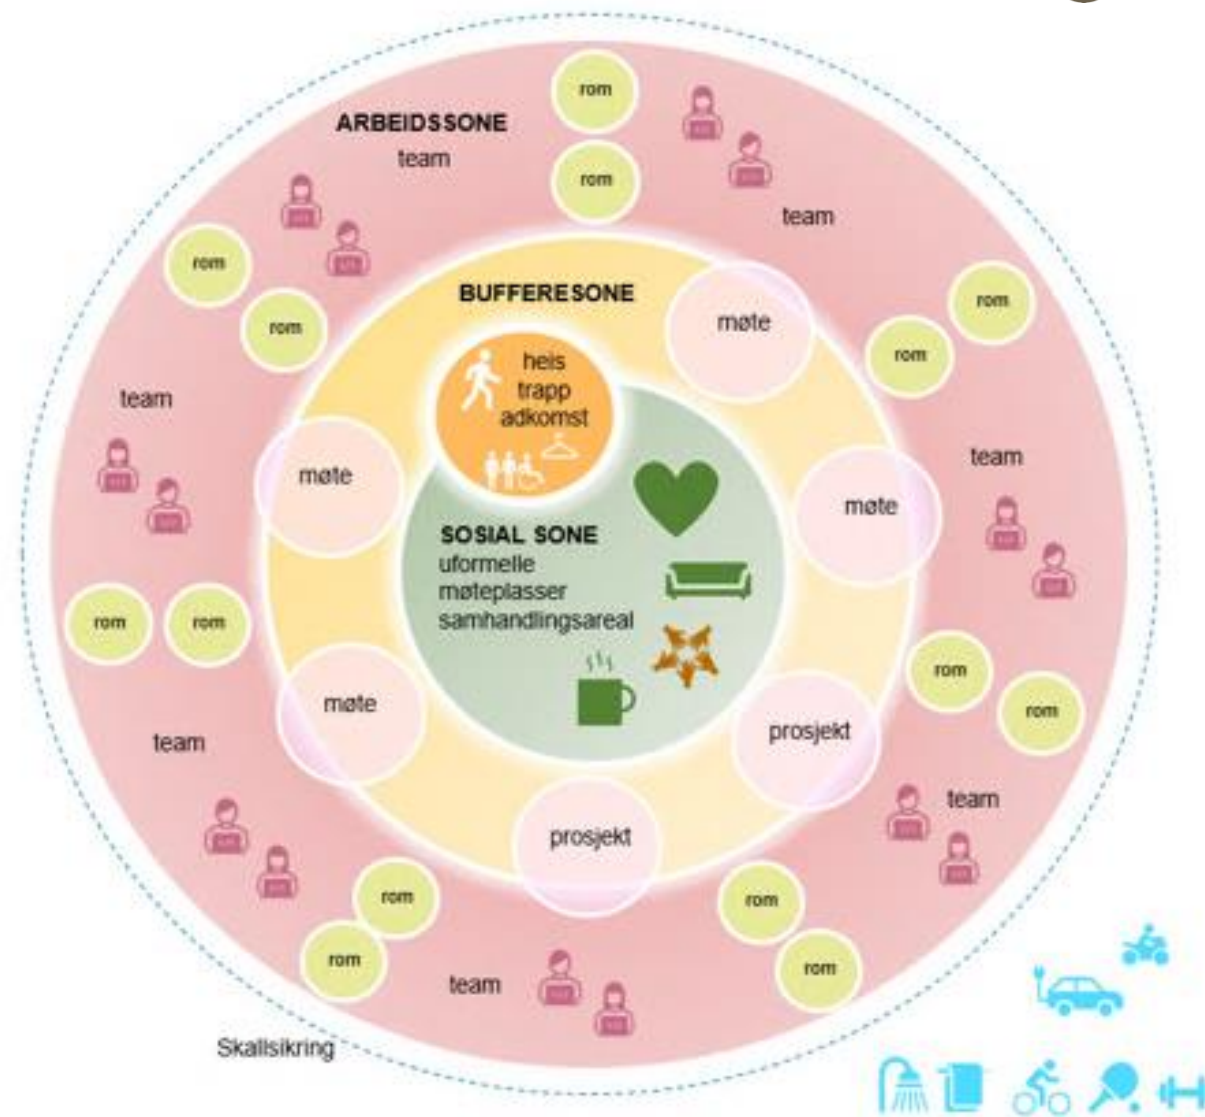 rom
ARBEIDSSONE
team
rom
team
rom
rom
BUFFERESONE
rom
møte
rom
heis
trapp
adkomst
team
team
møte
møte
SOSIAL SONE
uformelle
møteplasser
samhandlingsareal
rom
rom
rom
rom
møte
prosjekt
team
team
prosjekt
rom
rom
rom
rom
team
Skallsikring